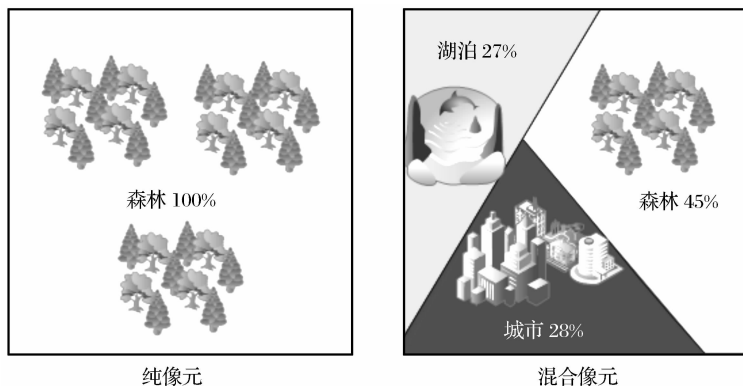 森林 100%
纯像元
湖泊 27%
森林 45%
城市 28%
混合像元